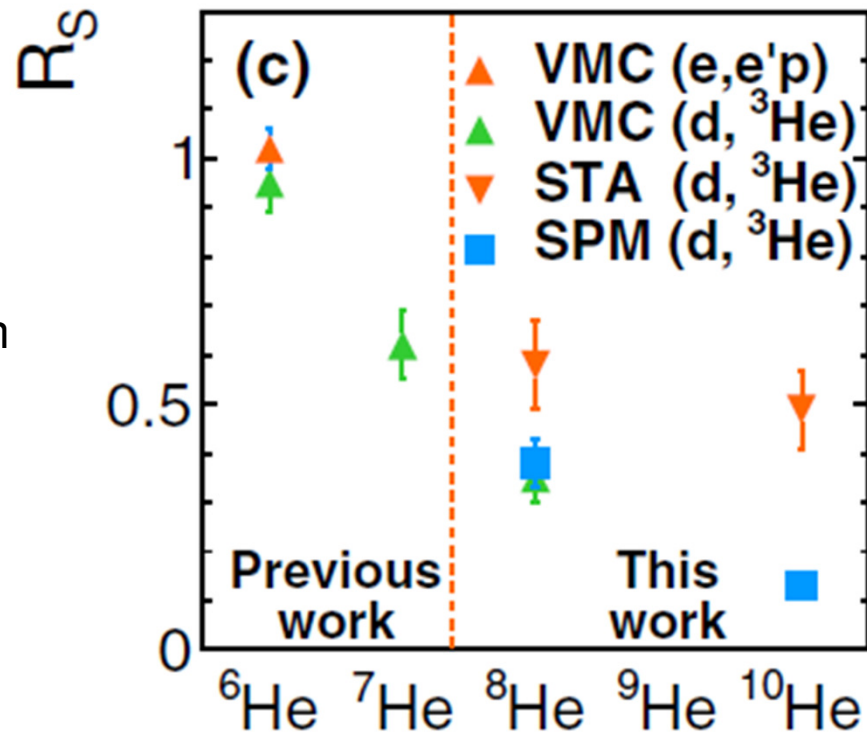 R_S
(c)
VMC (e,e'p)
VMC (d, ³He)
STA (d, ³He)
SPM (d, ³He)
1
n
0.5
Previous
work
This
work
0
⁶He ⁷He ⁸He ⁹He ¹⁰He